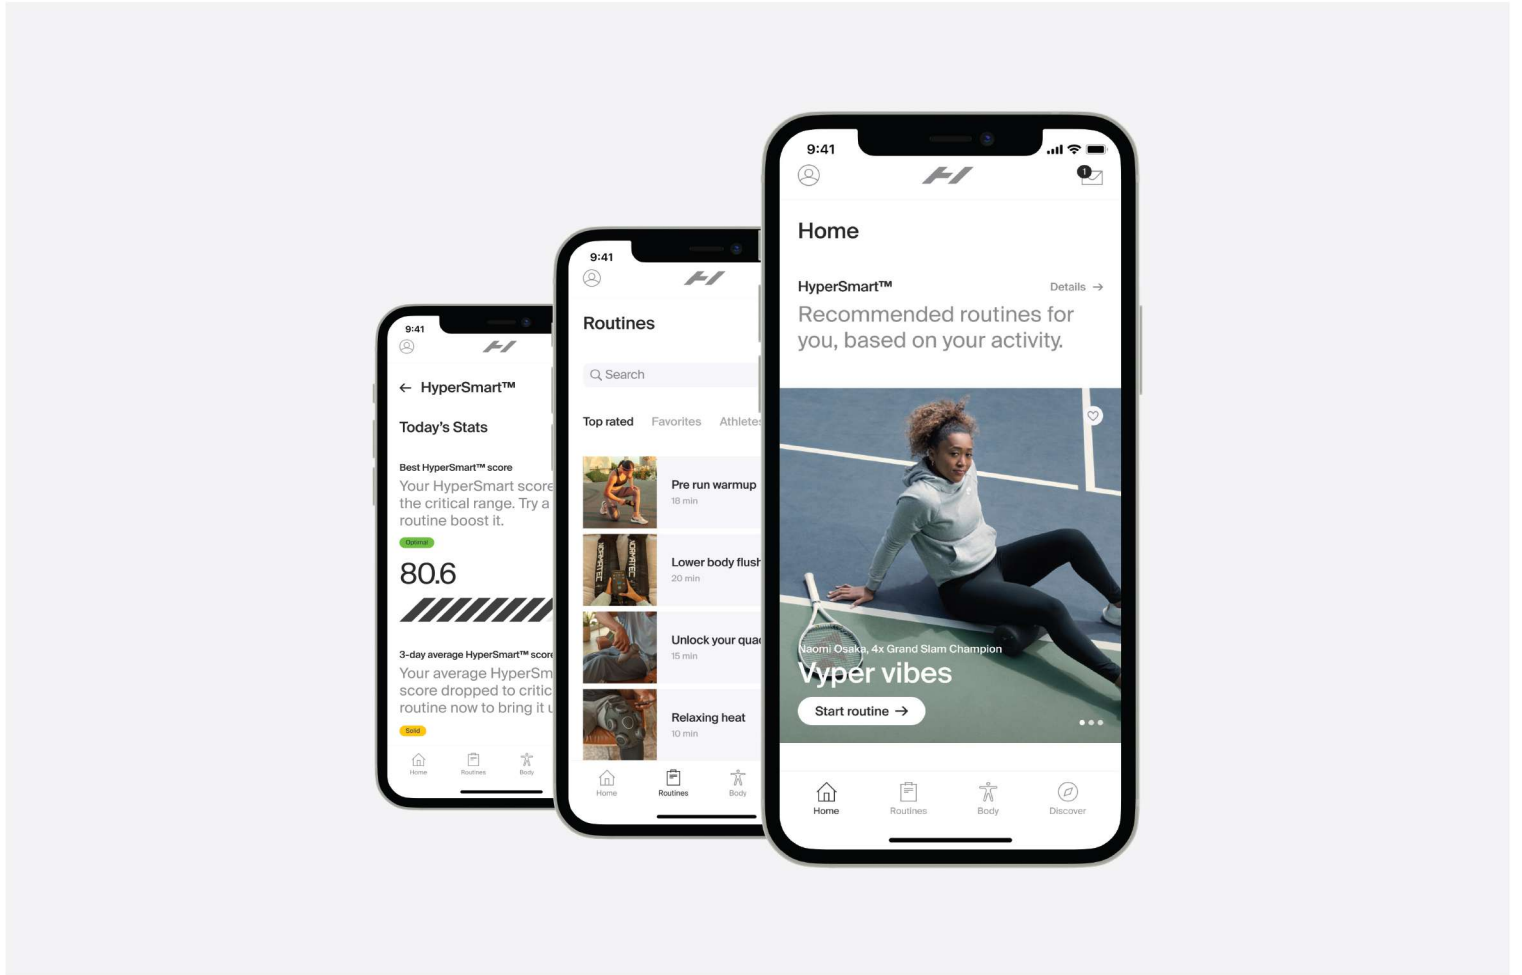 9:41
HyperSmart™
Today's Stats
Best HyperSmart™ score
Your HyperSmart score
the critical range. Try a
routine boost it.
Optimal
80.6
3-day average HyperSmart™ score
Your average HyperSm
score dropped to critic
routine now to bring it u
Solid
Home
Routines
Body
9:41
Routines
Search
Top rated
Favorites
Athletes
Pre run warmup
18 min
NORMATEC
NORMATEC
Lower body flush
20 min
Unlock your quad
15 min
Relaxing heat
10 min
Home
Routines
Body
9:41
1
Home
HyperSmart™
Details →
Recommended routines for
you, based on your activity.
Naomi Osaka, 4x Grand Slam Champion
Vyper vibes
Start routine →
Home
Routines
Body
Discover